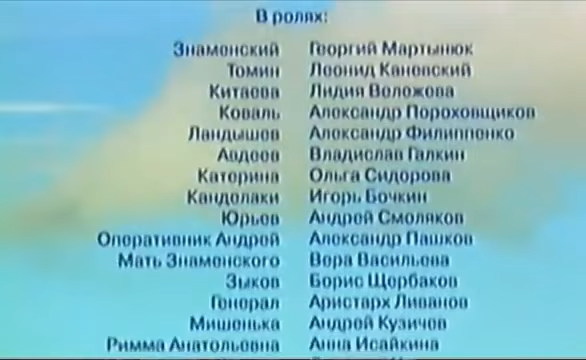 В ролях:
Знаменский Георгий Мартынюк
Томин Леонид Каневский
Китаева Лидия Вележева
Коваль Александр Пороховщиков
Ландышев Александр Филиппенко
Авдеев Владислав Галкин
Катерина Ольга Сидорова
Канделаки Игорь Бочкин
Юрьев Андрей Смоляков
Оперативник Андрей Александр Пашков
Мать Знаменского Вера Васильева
Зыков Борис Щербаков
Генерал Аристарх Ливанов
Мишенька Андрей Кузичев
Римма Анатольевна Анна Исайкина